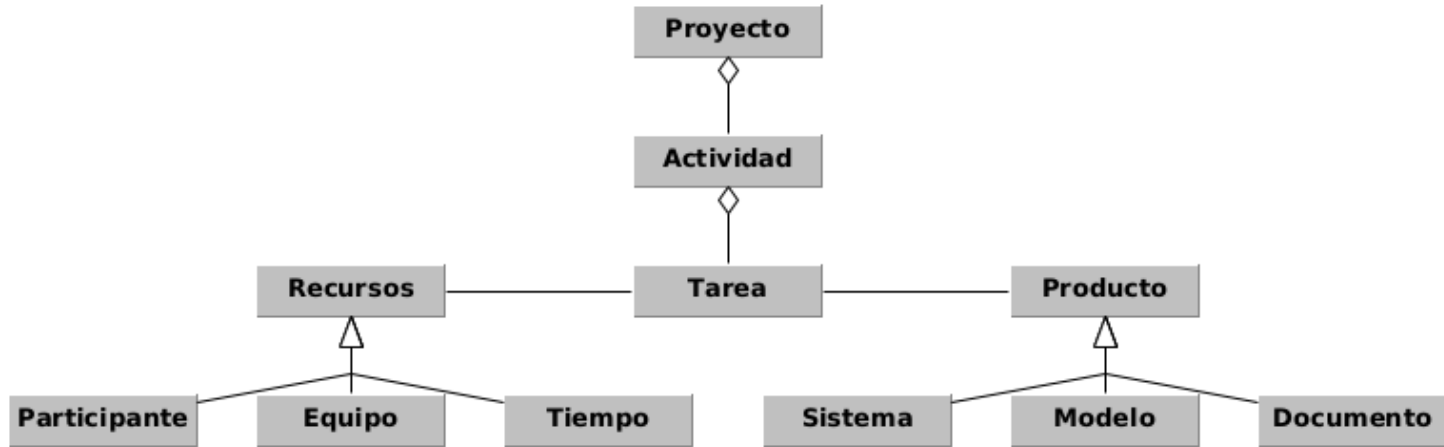 Proyecto
Actividad
Recursos
Tarea
Producto
Participante
Equipo
Tiempo
Sistema
Modelo
Documento